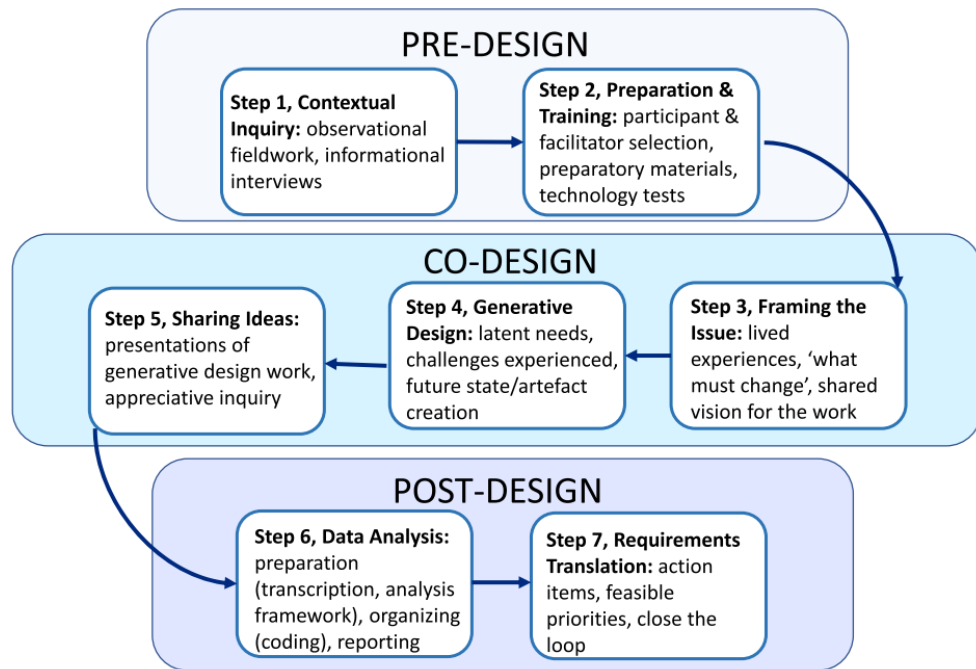 PRE-DESIGN
Step 1, Contextual
Inquiry: observational
fieldwork, informational
interviews
Step 2, Preparation &
Training: participant &
facilitator selection,
preparatory materials,
technology tests
CO-DESIGN
Step 3, Framing the
Issue: lived
experiences, ‘what
must change’, shared
vision for the work
Step 4, Generative
Design: latent needs,
challenges experienced,
future state/artefact
creation
Step 5, Sharing Ideas:
presentations of
generative design work,
appreciative inquiry
POST-DESIGN
Step 6, Data Analysis:
preparation
(transcription, analysis
framework), organizing
(coding), reporting
Step 7, Requirements
Translation: action
items, feasible
priorities, close the
loop